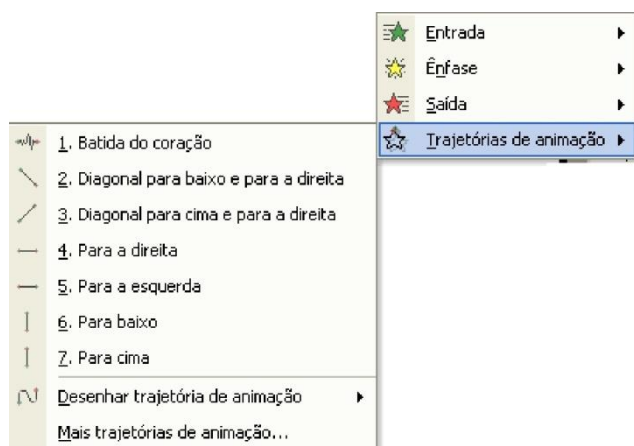 Entrada
Ênfase
Saída
Trajetórias de animação
1. Batida do coração
2. Diagonal para baixo e para a direita
3. Diagonal para cima e para a direita
4. Para a direita
5. Para a esquerda
6. Para baixo
7. Para cima
Desenhar trajetória de animação
Mais trajetórias de animação...